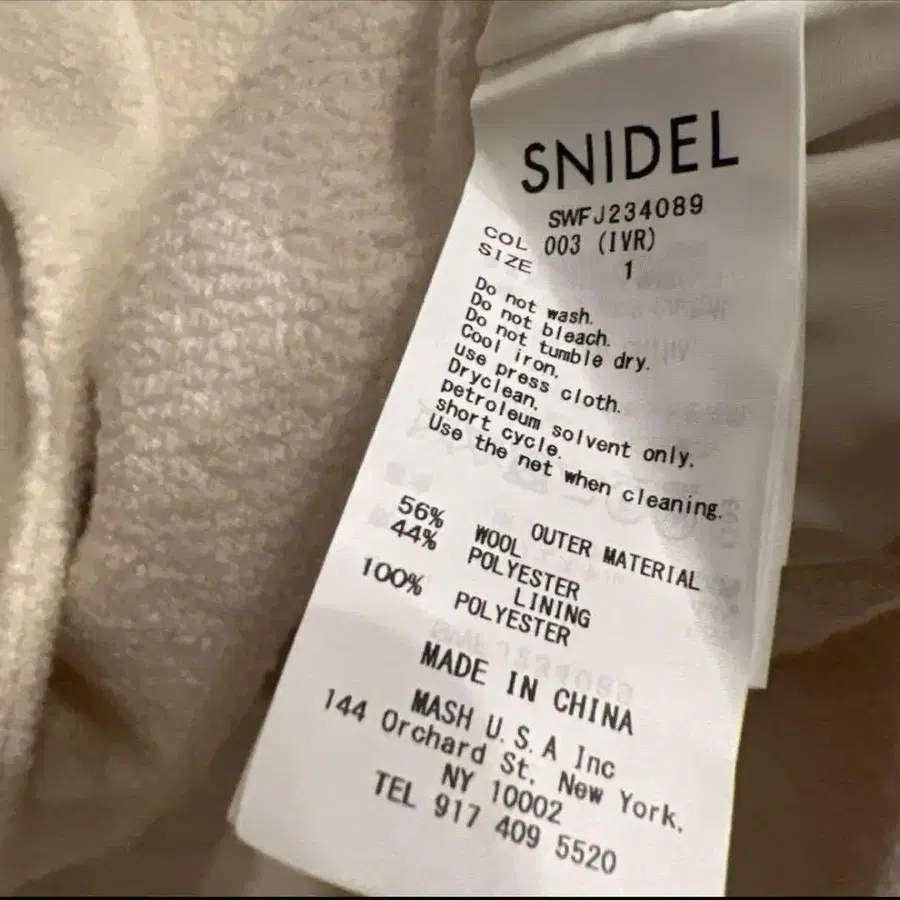 SNIDEL
SWFJ234089
COL 003 (IVR)
SIZE 1
Do not wash.
Do not bleach.
Do not tumble dry.
Cool iron.
use press cloth.
Dryclean.
petroleum solvent only.
short cycle.
Use the net when cleaning.
OUTER MATERIAL
56% WOOL
44% POLYESTER
LINING
100% POLYESTER
MADE IN CHINA
MASH U.S.A Inc
144 Orchard St. New York.
NY 10002
TEL 917 409 5520